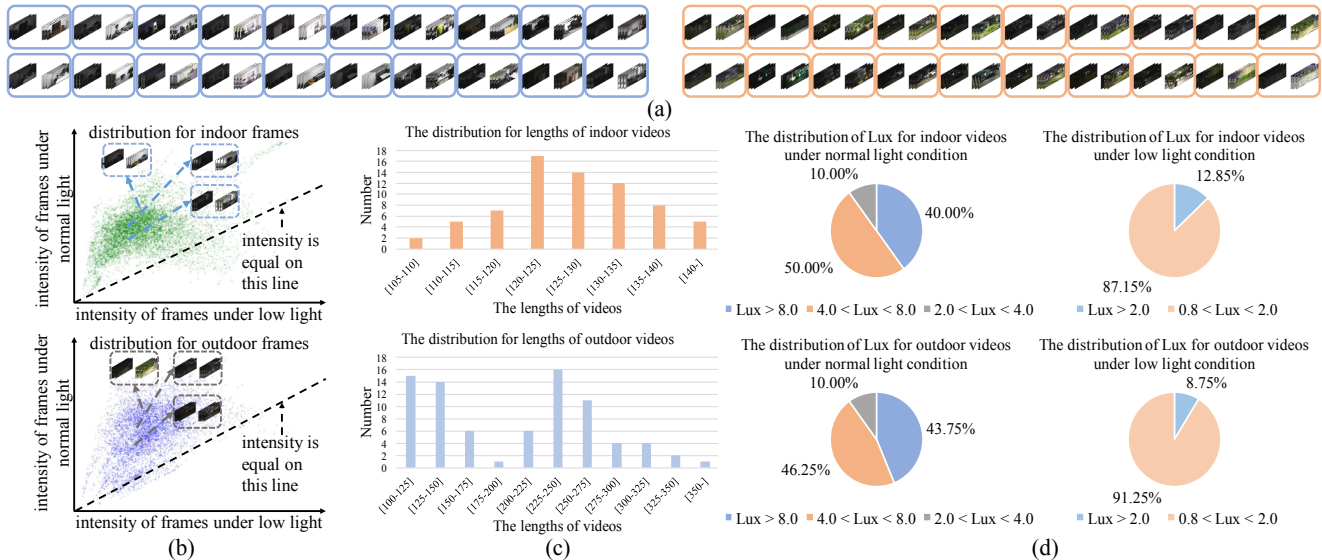 (a)
distribution for indoor frames
intensity of frames under
normal light
intensity is
equal on
this line
intensity of frames under low light
distribution for outdoor frames
intensity of frames under
normal light
intensity is
equal on
this line
intensity of frames under low light
(b)
The distribution for lengths of indoor videos
Number
18
16
14
12
10
8
6
4
2
0
[105-110]
[110-115]
[115-120]
[120-125]
[125-130]
[130-135]
[135-140]
[140-]
The lengths of videos
The distribution for lengths of outdoor videos
Number
18
16
14
12
10
8
6
4
2
0
[100-125]
[125-150]
[150-175]
[175-200]
[200-225]
[225-250]
[250-275]
[275-300]
[300-325]
[325-350]
[350-]
The lengths of videos
(c)
The distribution of Lux for indoor videos
under normal light condition
10.00%
40.00%
50.00%
Lux > 8.0 4.0 < Lux < 8.0 2.0 < Lux < 4.0
The distribution of Lux for indoor videos
under low light condition
12.85%
87.15%
Lux > 2.0 0.8 < Lux < 2.0
The distribution of Lux for outdoor videos
under normal light condition
10.00%
43.75%
46.25%
Lux > 8.0 4.0 < Lux < 8.0 2.0 < Lux < 4.0
The distribution of Lux for outdoor videos
under low light condition
8.75%
91.25%
Lux > 2.0 0.8 < Lux < 2.0
(d)